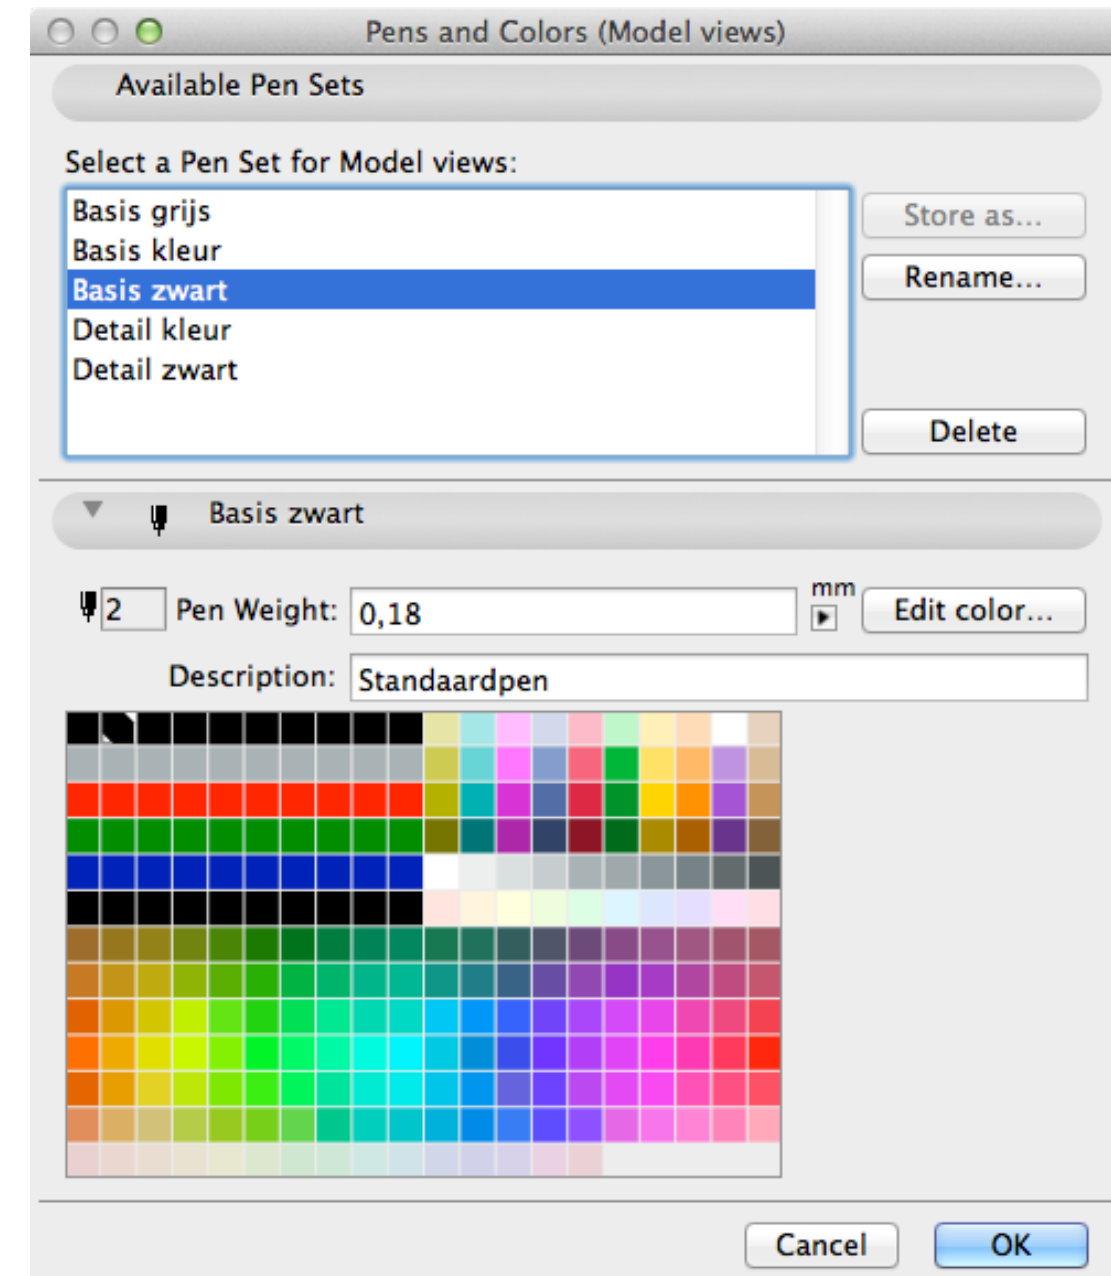 Pens and Colors (Model views)
Available Pen Sets
Select a Pen Set for Model views:
Basis grijs
Basis kleur
Basis zwart
Detail kleur
Detail zwart
Store as...
Rename...
Delete
Basis zwart
2 Pen Weight: 0,18 mm Edit color...
Description: Standaardpen
Cancel OK